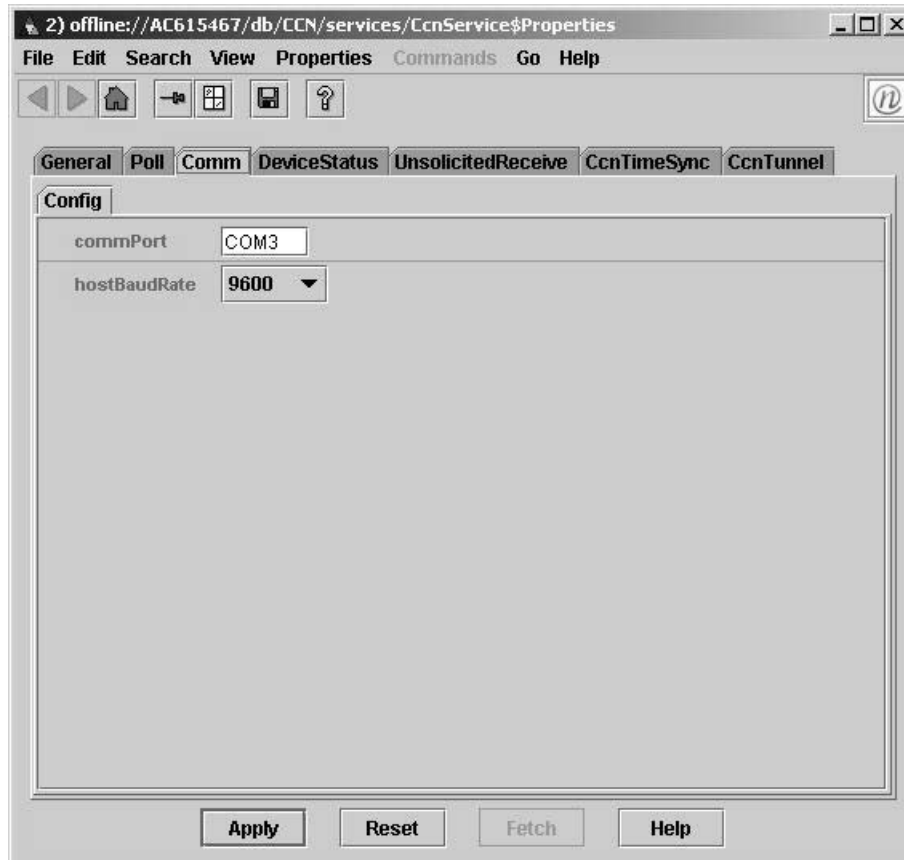 2) offline://AC615467/db/CCN/services/CcnService$Properties
File Edit Search View Properties Commands Go Help
n
General Poll Comm DeviceStatus UnsolicitedReceive CcnTimeSync CcnTunnel
Config
commPort COM3
hostBaudRate 9600
Apply Reset Fetch Help